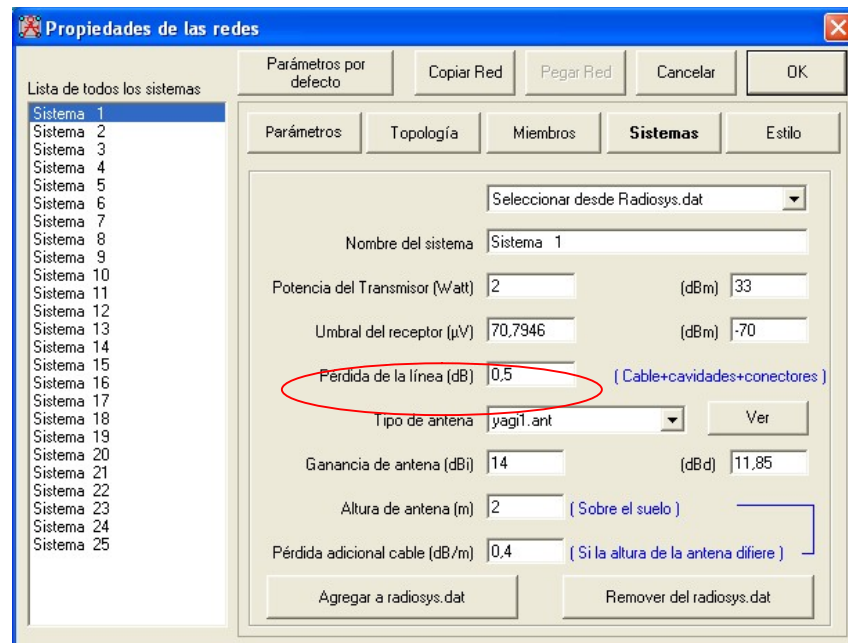 Propiedades de las redes
Parámetros por defecto
Copiar Red
Pegar Red
Cancelar
OK
Lista de todos los sistemas
Sistema 1
Sistema 2
Sistema 3
Sistema 4
Sistema 5
Sistema 6
Sistema 7
Sistema 8
Sistema 9
Sistema 10
Sistema 11
Sistema 12
Sistema 13
Sistema 14
Sistema 15
Sistema 16
Sistema 17
Sistema 18
Sistema 19
Sistema 20
Sistema 21
Sistema 22
Sistema 23
Sistema 24
Sistema 25
Parámetros
Topología
Miembros
Sistemas
Estilo
Seleccionar desde Radiosys.dat
Nombre del sistema Sistema 1
Potencia del Transmisor (Watt) 2 (dBm) 33
Umbral del receptor (µV) 70,7946 (dBm) -70
Pérdida de la línea (dB) 0,5 ( Cable+cavidades+conectores )
Tipo de antena yagi1.ant Ver
Ganancia de antena (dBi) 14 (dBd) 11,85
Altura de antena (m) 2 ( Sobre el suelo )
Pérdida adicional cable (dB/m) 0,4 ( Si la altura de la antena difiere )
Agregar a radiosys.dat
Remover del radiosys.dat